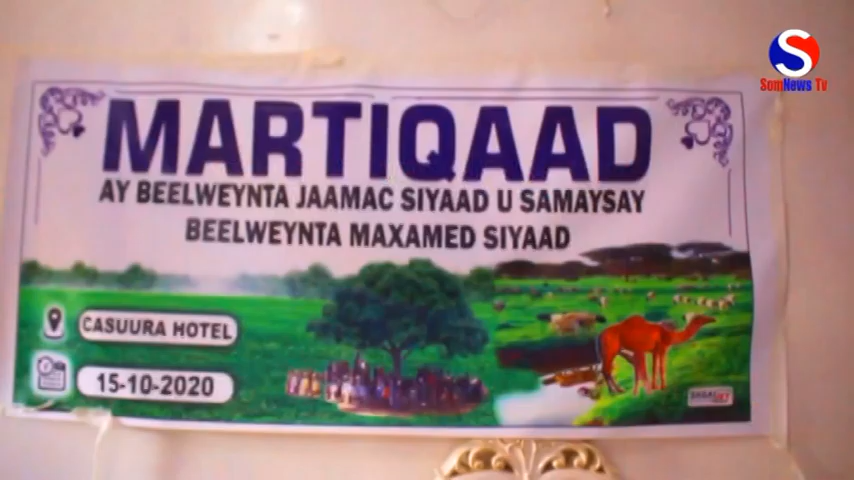 S
SomNews Tv
MARTIQAAD
AY BEELWEYNTA JAAMAC SIYAAD U SAMAYSAY
BEELWEYNTA MAXAMED SIYAAD
CASUURA HOTEL
15-10-2020